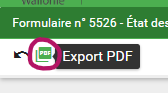 Wallonie
Formulaire n° 5526 - État des
PDF
Export PDF